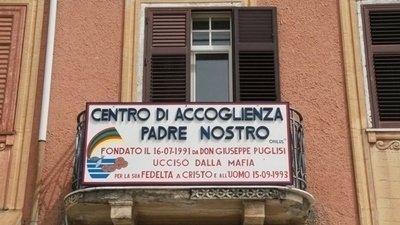 CENTRO DI ACCOGLIENZA
PADRE NOSTRO
ONLUS
FONDATO IL 16-07-1991 DA DON GIUSEPPE PUGLISI
UCCISO DALLA MAFIA
PER LA SUA FEDELTA A CRISTO E ALL'UOMO 15-09-1993